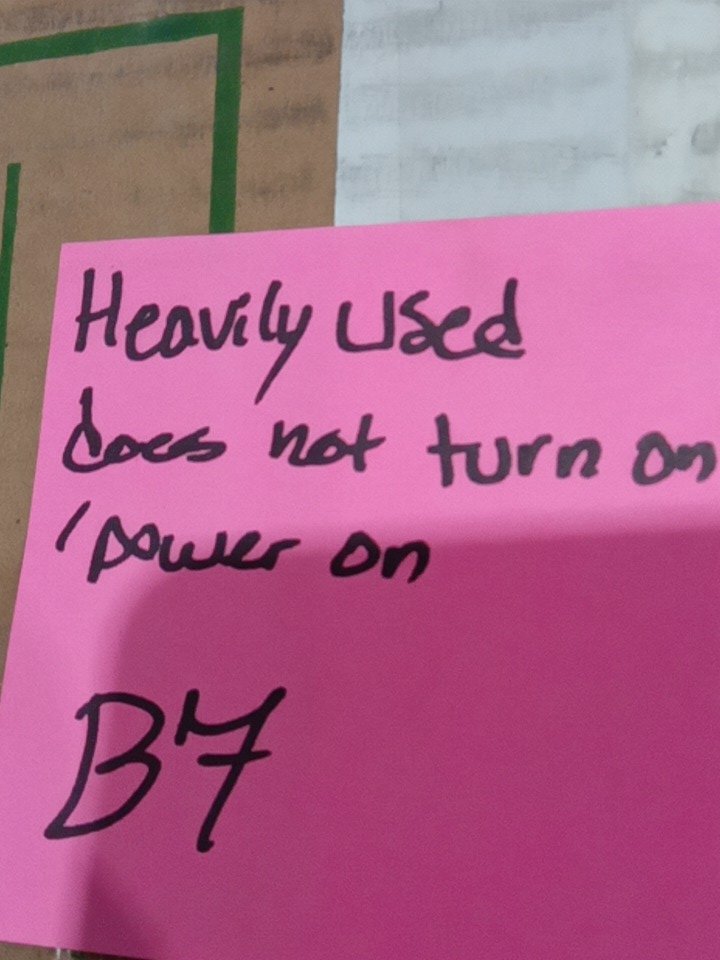 Heavily used
does not turn on
/power on
B7